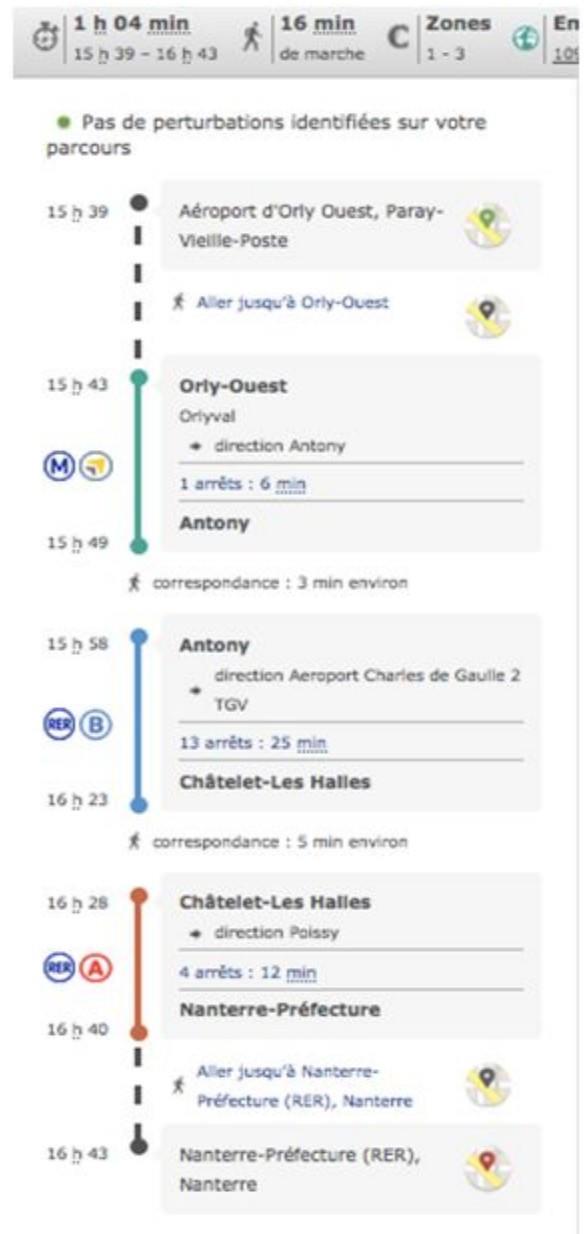 1 h 04 min
15 h 39 – 16 h 43
16 min
de marche
C
Zones
1 - 3
En
109
Pas de perturbations identifiées sur votre
parcours
15 h 39
Aéroport d'Orly Ouest, Paray-
Vieille-Poste
Aller jusqu'à Orly-Ouest
15 h 43
Orly-Ouest
Orlyval
direction Antony
M
1 arrêts : 6 min
Antony
15 h 49
correspondance : 3 min environ
15 h 58
Antony
direction Aeroport Charles de Gaulle 2
TGV
RER B
13 arrêts : 25 min
Châtelet-Les Halles
16 h 23
correspondance : 5 min environ
16 h 28
Châtelet-Les Halles
direction Poissy
RER A
4 arrêts : 12 min
Nanterre-Préfecture
16 h 40
Aller jusqu'à Nanterre-
Préfecture (RER), Nanterre
16 h 43
Nanterre-Préfecture (RER),
Nanterre